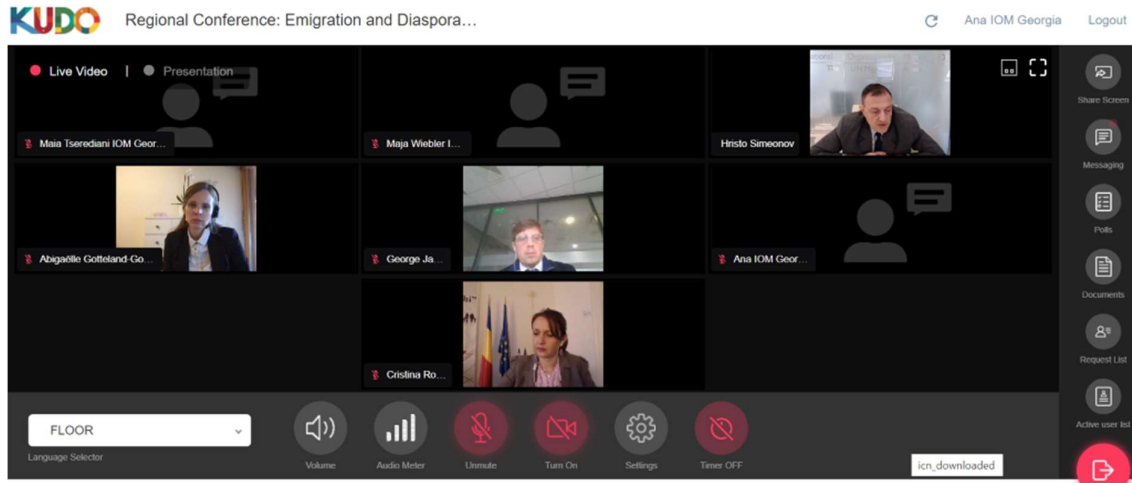 KUDO
Regional Conference: Emigration and Diaspora...
Ana IOM Georgia
Logout
Live Video | Presentation
Maia Tserediani IOM Geor...
Maja Wiebler I...
Hristo Simeonov
Abigaëlle Gotteland-Go...
George Ja...
Ana IOM Geor...
Cristina Ro...
Share Screen
Messaging
Polls
Documents
Request List
Active user list
FLOOR
Language Selector
Volume
Audio Meter
Unmute
Turn On
Settings
Timer OFF
icn_downloaded